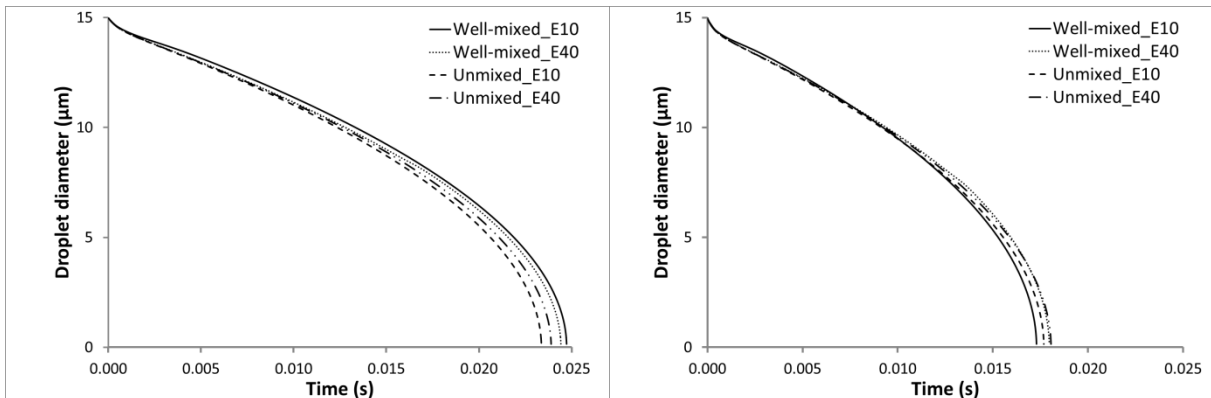 15
10
5
0
Droplet diameter (µm)
0.000 0.005 0.010 0.015 0.020 0.025
Time (s)
Well-mixed_E10
Well-mixed_E40
Unmixed_E10
Unmixed_E40
15
10
5
0
Droplet diameter (µm)
0.000 0.005 0.010 0.015 0.020 0.025
Time (s)
Well-mixed_E10
Well-mixed_E40
Unmixed_E10
Unmixed_E40